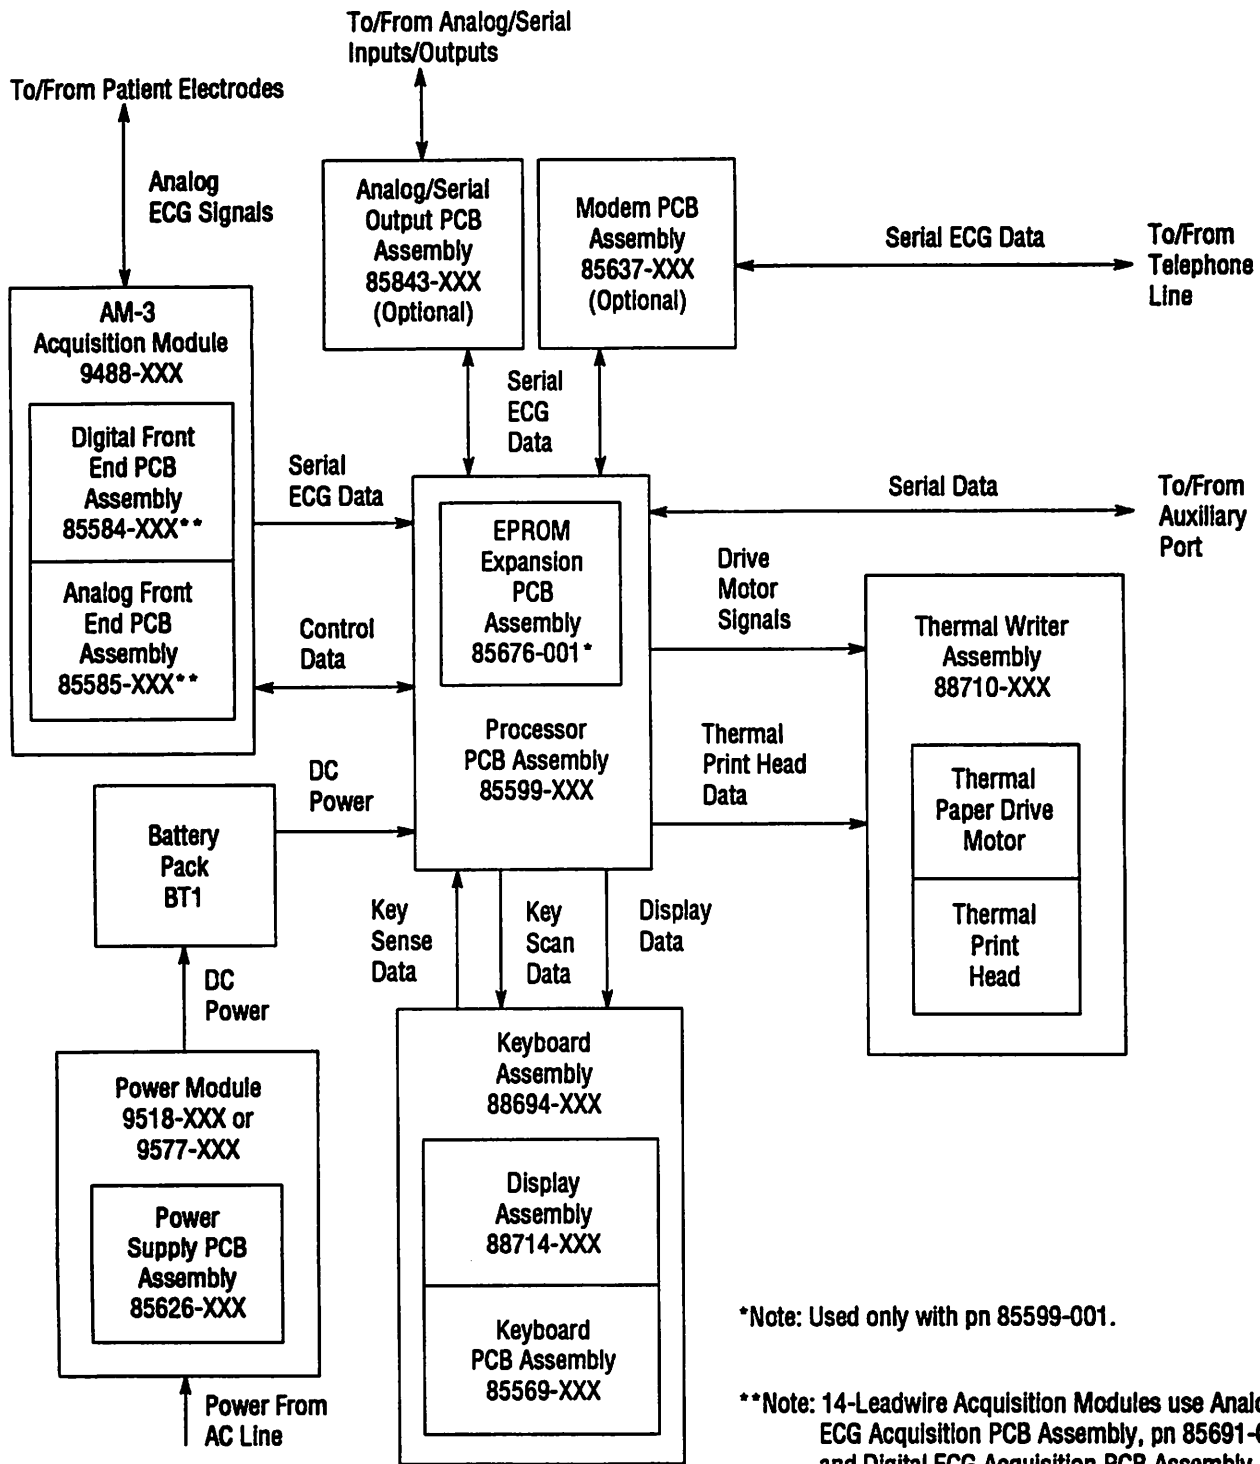 To/From Analog/Serial
Inputs/Outputs
To/From Patient Electrodes
Analog
ECG Signals
Analog/Serial
Output PCB
Assembly
85843-XXX
(Optional)
Modem PCB
Assembly
85637-XXX
(Optional)
Serial ECG Data
To/From
Telephone
Line
AM-3
Acquisition Module
9488-XXX
Digital Front
End PCB
Assembly
85584-XXX**
Analog Front
End PCB
Assembly
85585-XXX**
Serial
ECG Data
Control
Data
Serial
ECG
Data
EPROM
Expansion
PCB
Assembly
85676-001*
Processor
PCB Assembly
85599-XXX
Serial Data
To/From
Auxiliary
Port
Drive
Motor
Signals
Thermal
Print Head
Data
Thermal Writer
Assembly
88710-XXX
Thermal
Paper Drive
Motor
Thermal
Print
Head
DC
Power
Battery
Pack
BT1
DC
Power
Key
Sense
Data
Key
Scan
Data
Display
Data
Power Module
9518-XXX or
9577-XXX
Power
Supply PCB
Assembly
85626-XXX
Power From
AC Line
Keyboard
Assembly
88694-XXX
Display
Assembly
88714-XXX
Keyboard
PCB Assembly
85569-XXX
*Note: Used only with pn 85599-001.
**Note: 14-Leadwire Acquisition Modules use
ECG Acquisition PCB Assembly, pn
and Digital ECG Acquisition PCB Assembly